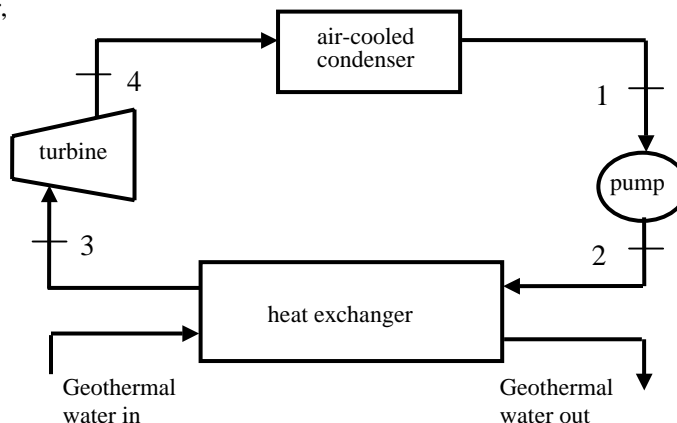 air-cooled
condenser
4
1
turbine
pump
3
2
heat exchanger
Geothermal
water in
Geothermal
water out